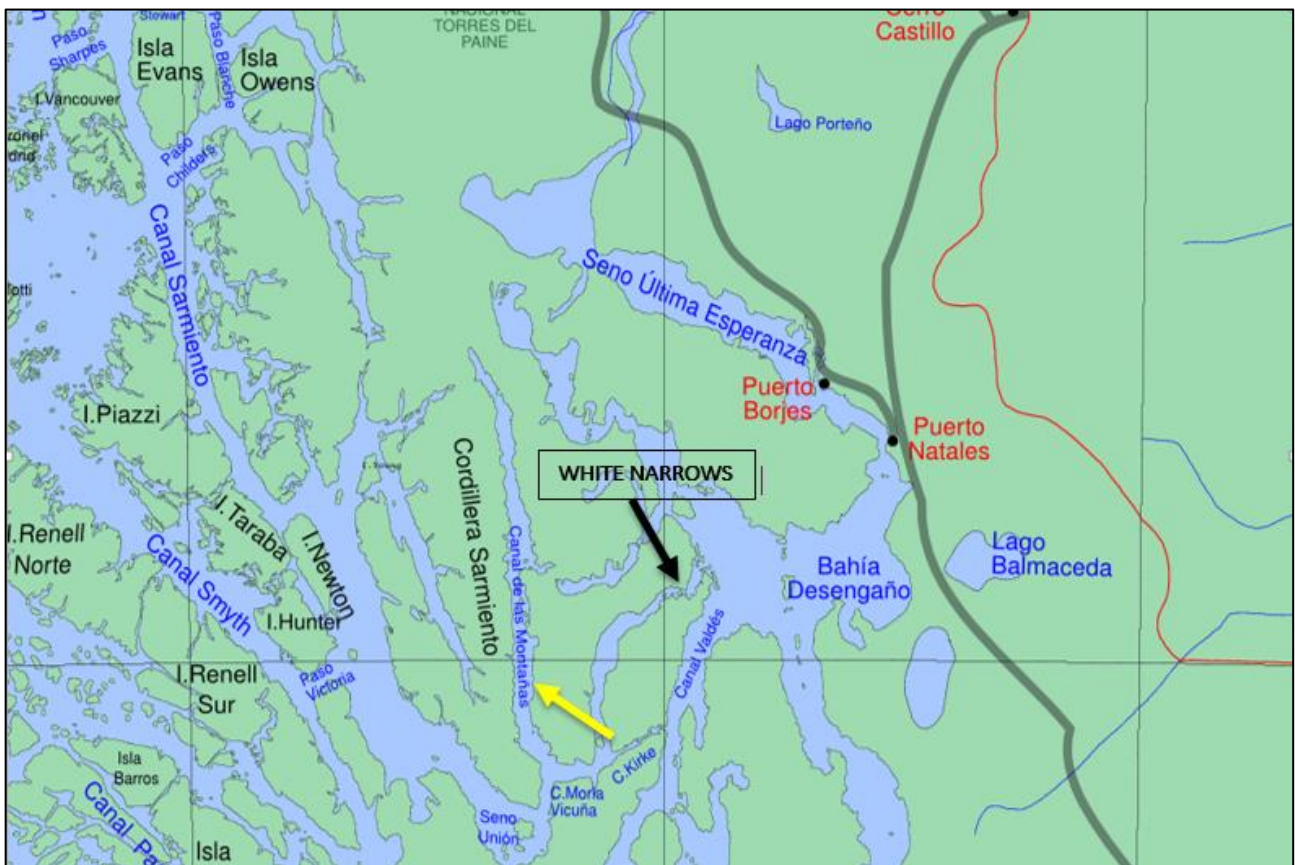 Stewart
Paso
Sharpes
Isla
Evans
Paso Blanche
Isla
Owens
NACIONAL
TORRES DEL
PAINE
Cerro
Castillo
I.Vancouver
Lago Porteño
Paso
Childers
Canal Sarmiento
Seno Última Esperanza
I.Piazzi
Puerto
Borjes
Puerto
Natales
Cordillera Sarmiento
WHITE NARROWS
I.Renell
Norte
I. Taraba
I.Newton
Canal Smyth
I.Hunter
Canal de las Montañas
Bahía
Desengaño
Lago
Balmaceda
Canal Valdés
I.Renell
Sur
Paso
Victoria
Isla
Barros
C.Kirke
C.Morla
Vicuña
Seno
Unión
Canal Pa
Isla